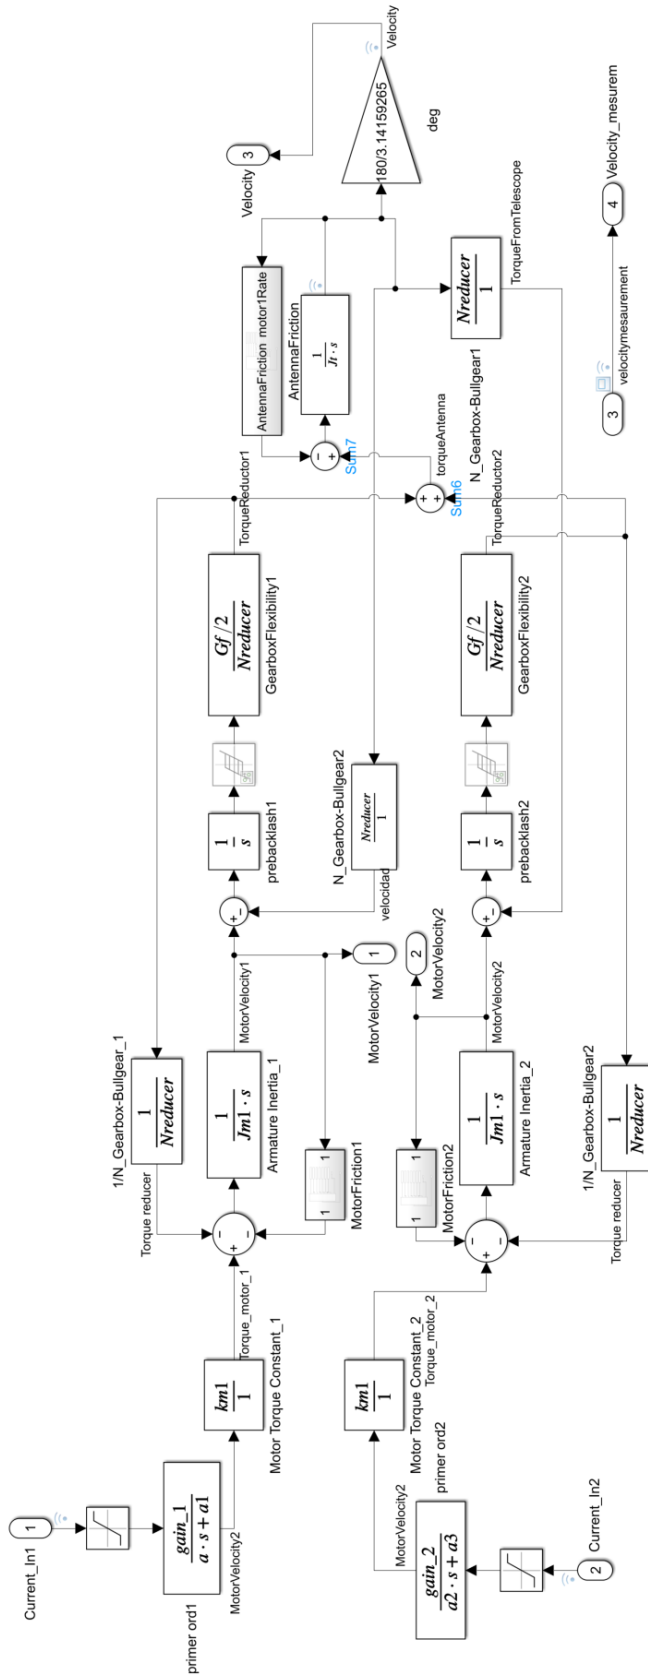 Current_In1
1
gain_1
a · s + a1
primer ord1
MotorVelocity2
km1
1
Motor Torque Constant_1
Torque_motor_1
Torque reducer
1/N_Gearbox-Bullgear_1
1
Nreducer
1
Jm1 · s
Armature Inertia_1
1 1
MotorFriction1
MotorVelocity1
1
MotorVelocity1
1
s
prebacklash1
Gf/2
Nreducer
GearboxFlexibility1
TorqueReductor1
N_Gearbox-Bullgear2
Nreducer
1
velocidad
AntennaFriction motor1Rate
AntennaFriction
1
Jt · s
Sum7
torqueAntenna
Sum6
Velocity
3
180/3.14159265
deg
Velocity
Nreducer
1
N_Gearbox-Bullgear1
TorqueFromTelescope
Current_In2
2
gain_2
a2 · s + a3
primer ord2
MotorVelocity2
km1
1
Motor Torque Constant_2
Torque_motor_2
1 1
MotorFriction2
1
Jm1 · s
Armature Inertia_2
MotorVelocity2
2
MotorVelocity2
1
s
prebacklash2
Gf/2
Nreducer
GearboxFlexibility2
TorqueReductor2
1/N_Gearbox-Bullgear2
1
Nreducer
Torque reducer
3
velocitymesaurement
4
Velocity_mesurem